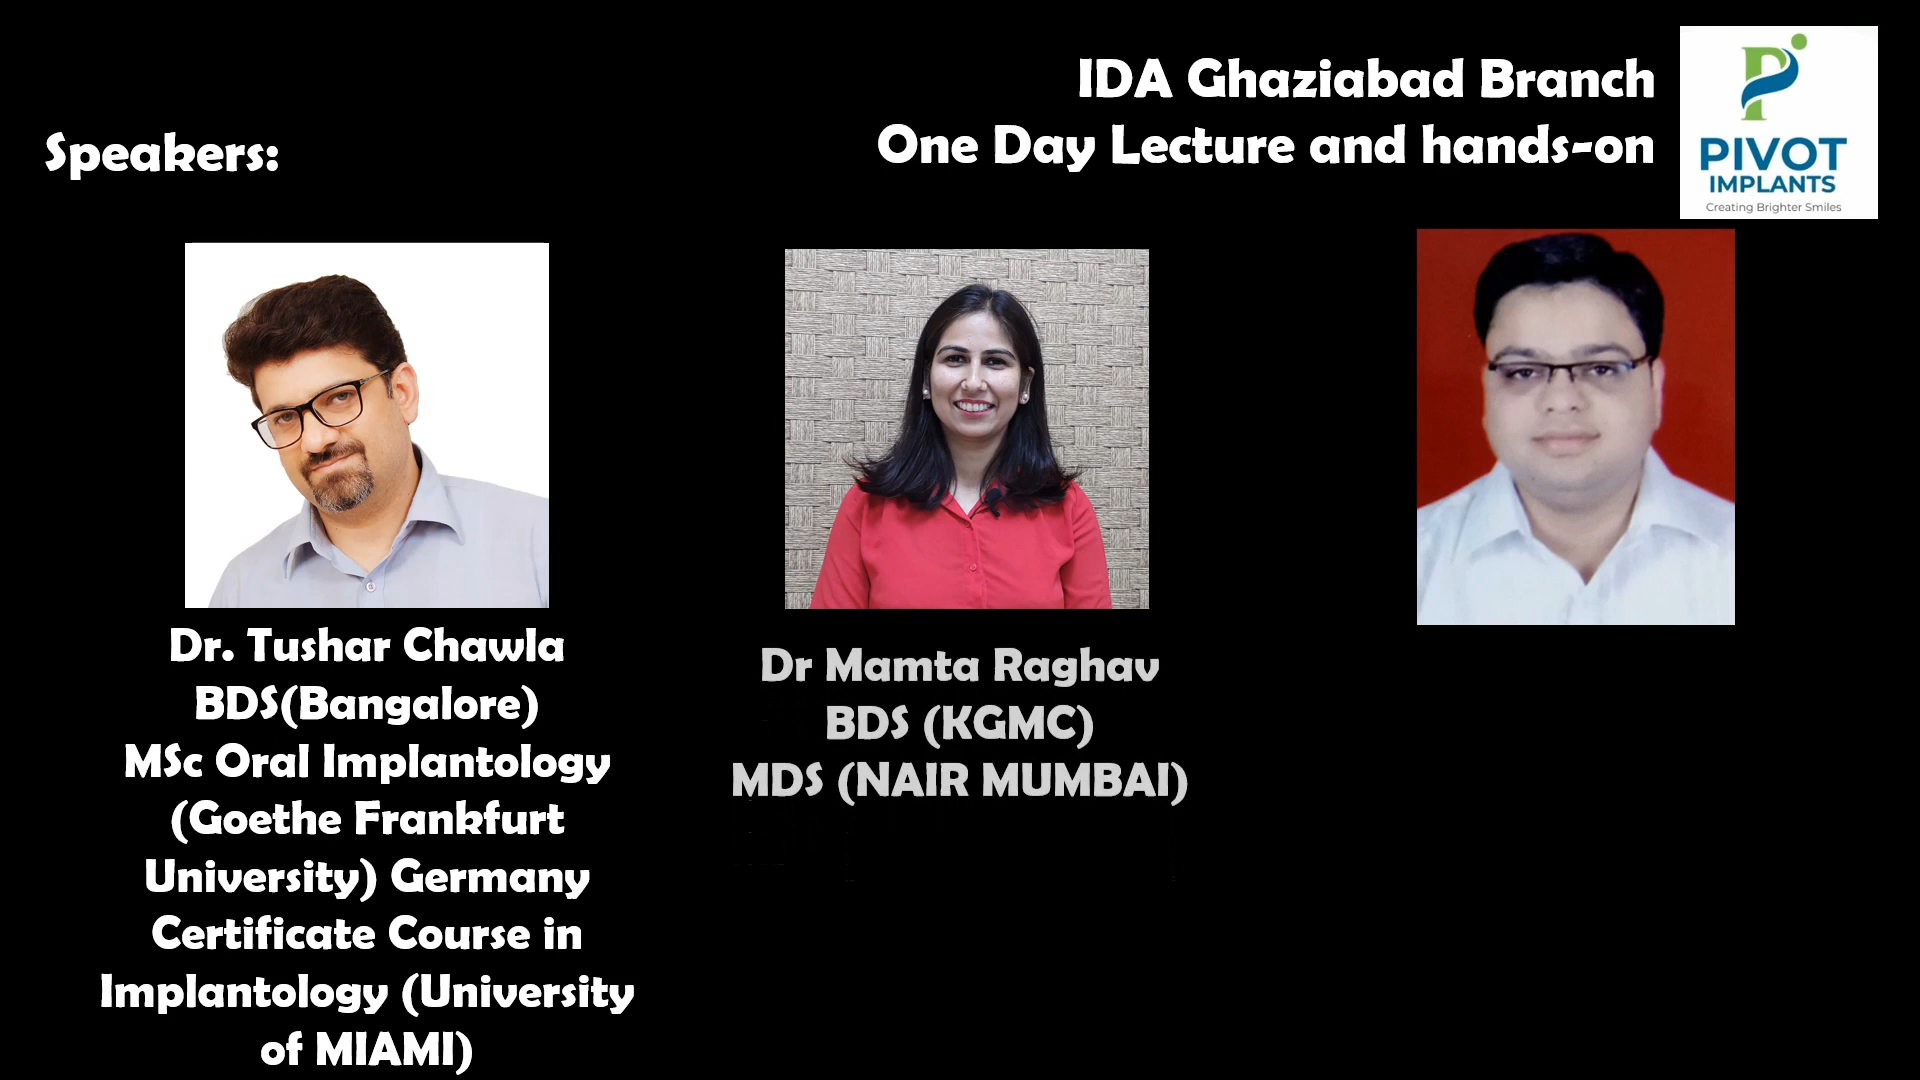 IDA Ghaziabad Branch
One Day Lecture and hands-on
PIVOT
IMPLANTS
Creating Brighter Smiles
Speakers:
Dr. Tushar Chawla
BDS(Bangalore)
MSc Oral Implantology
(Goethe Frankfurt
University) Germany
Certificate Course in
Implantology (University
of MIAMI)
Dr Mamta Raghav
BDS (KGMC)
MDS (NAIR MUMBAI)